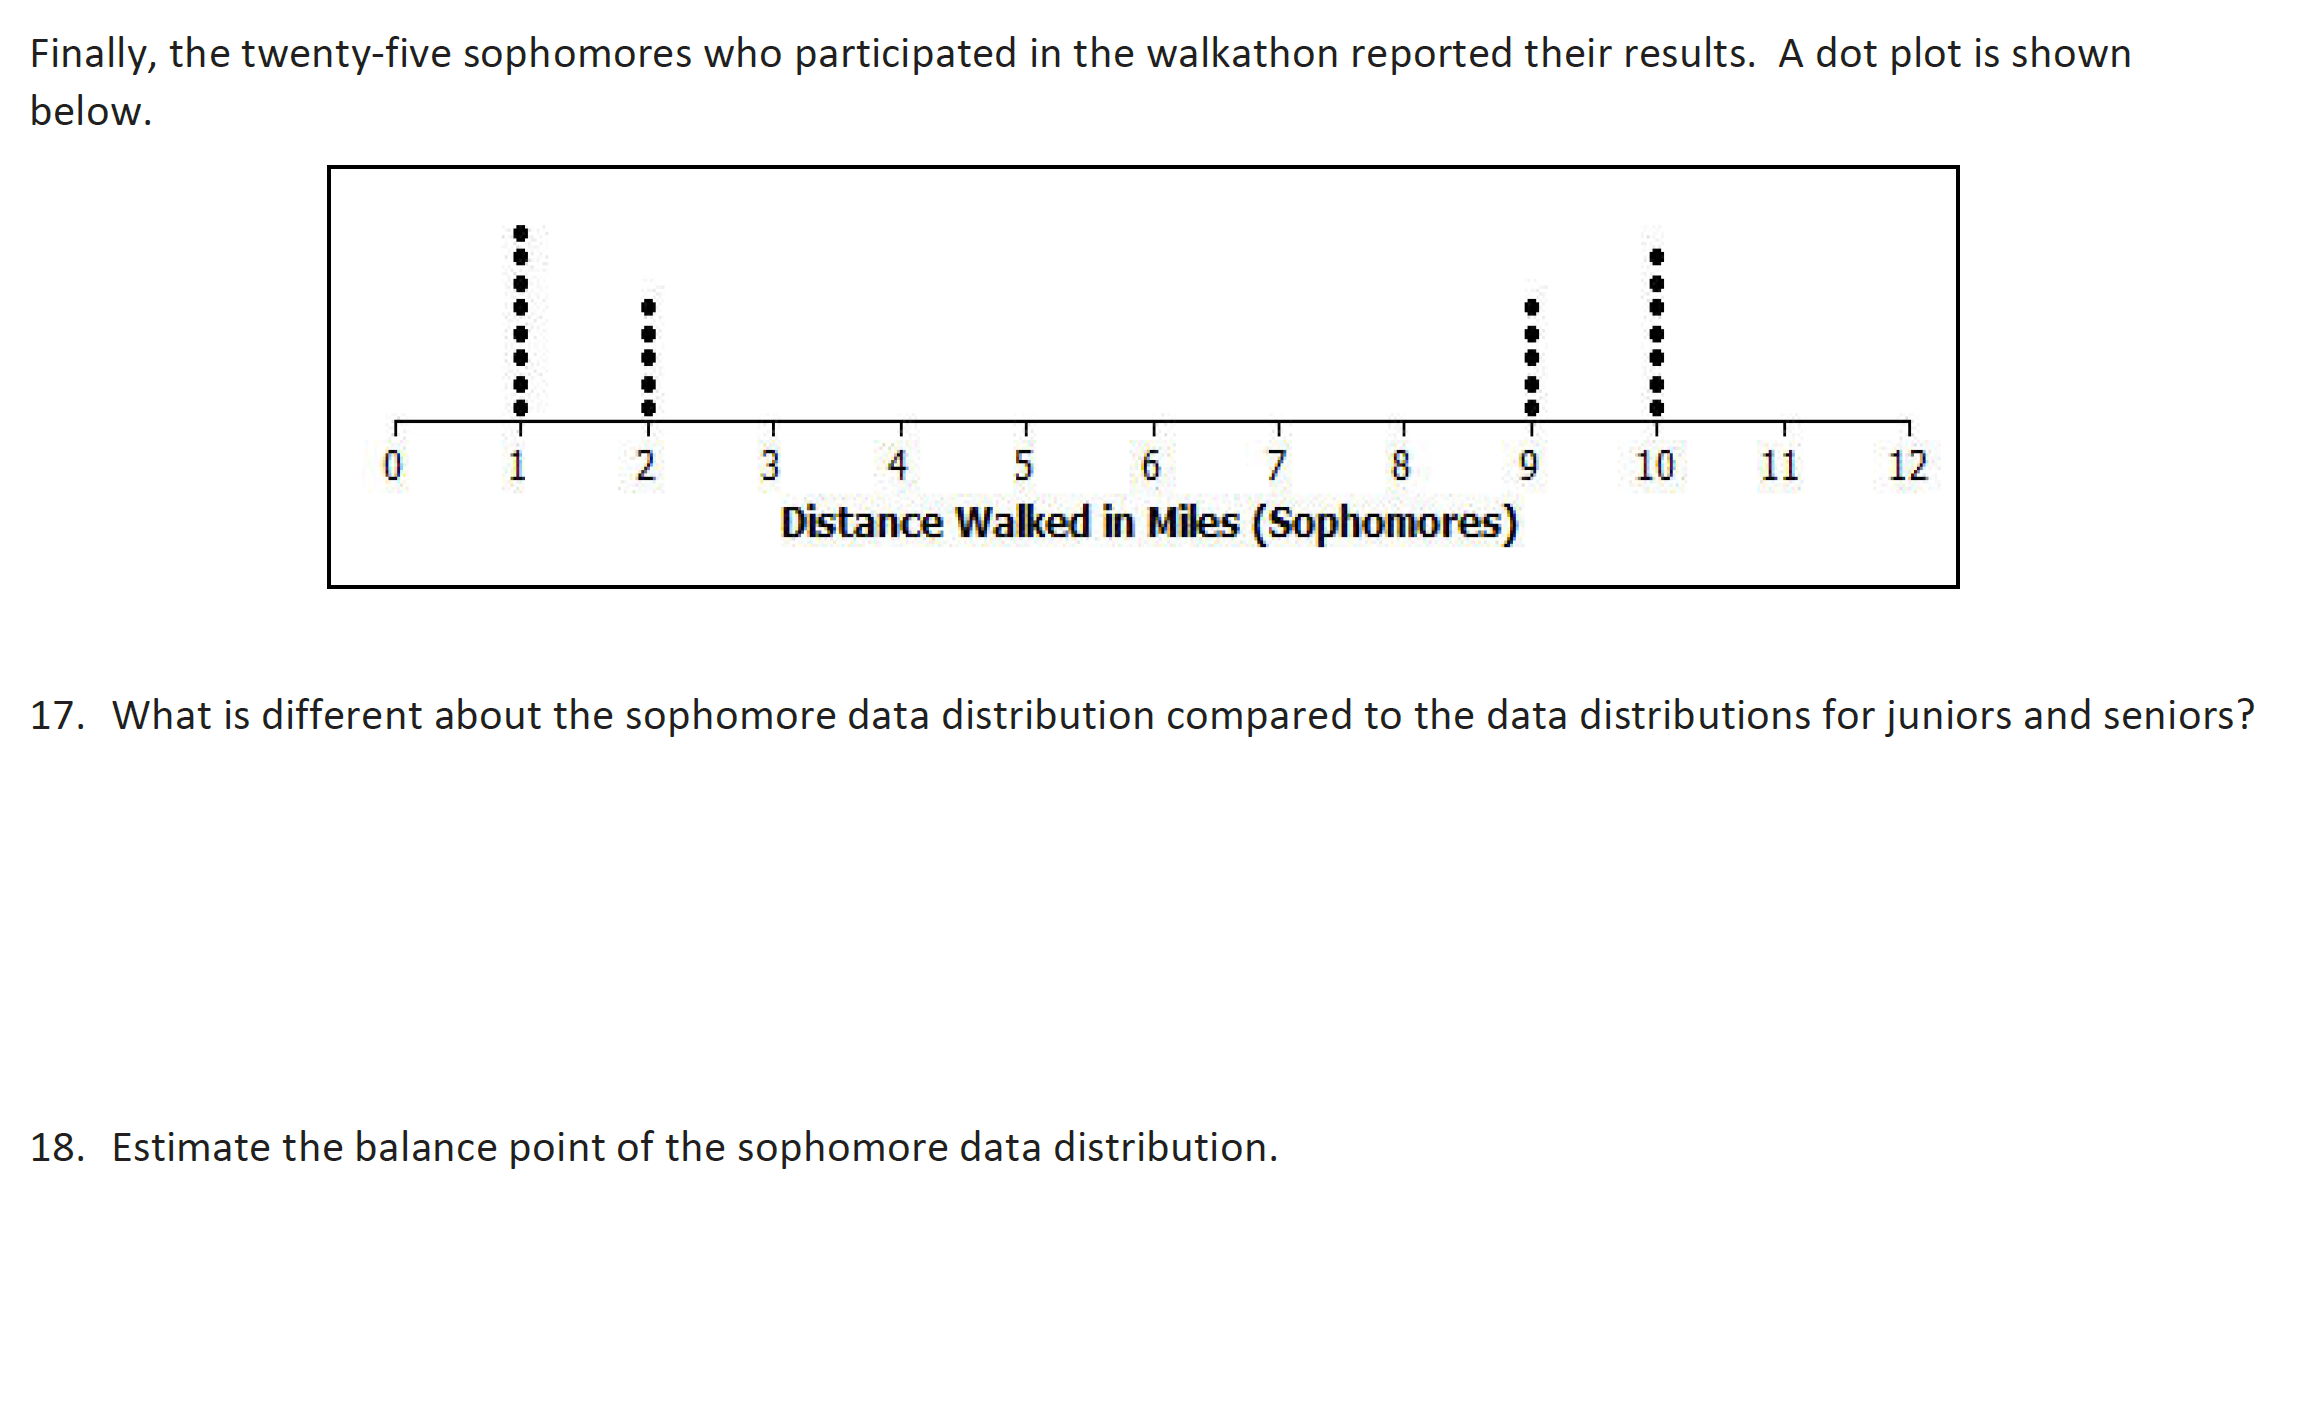 Finally, the twenty-five sophomores who participated in the walkathon reported their results.  A dot plot is shown
below.
0 1 2 3 4 5 6 7 8 9 10 11 12
Distance Walked in Miles (Sophomores)
17. What is different about the sophomore data distribution compared to the data distributions for juniors and seniors?
18. Estimate the balance point of the sophomore data distribution.